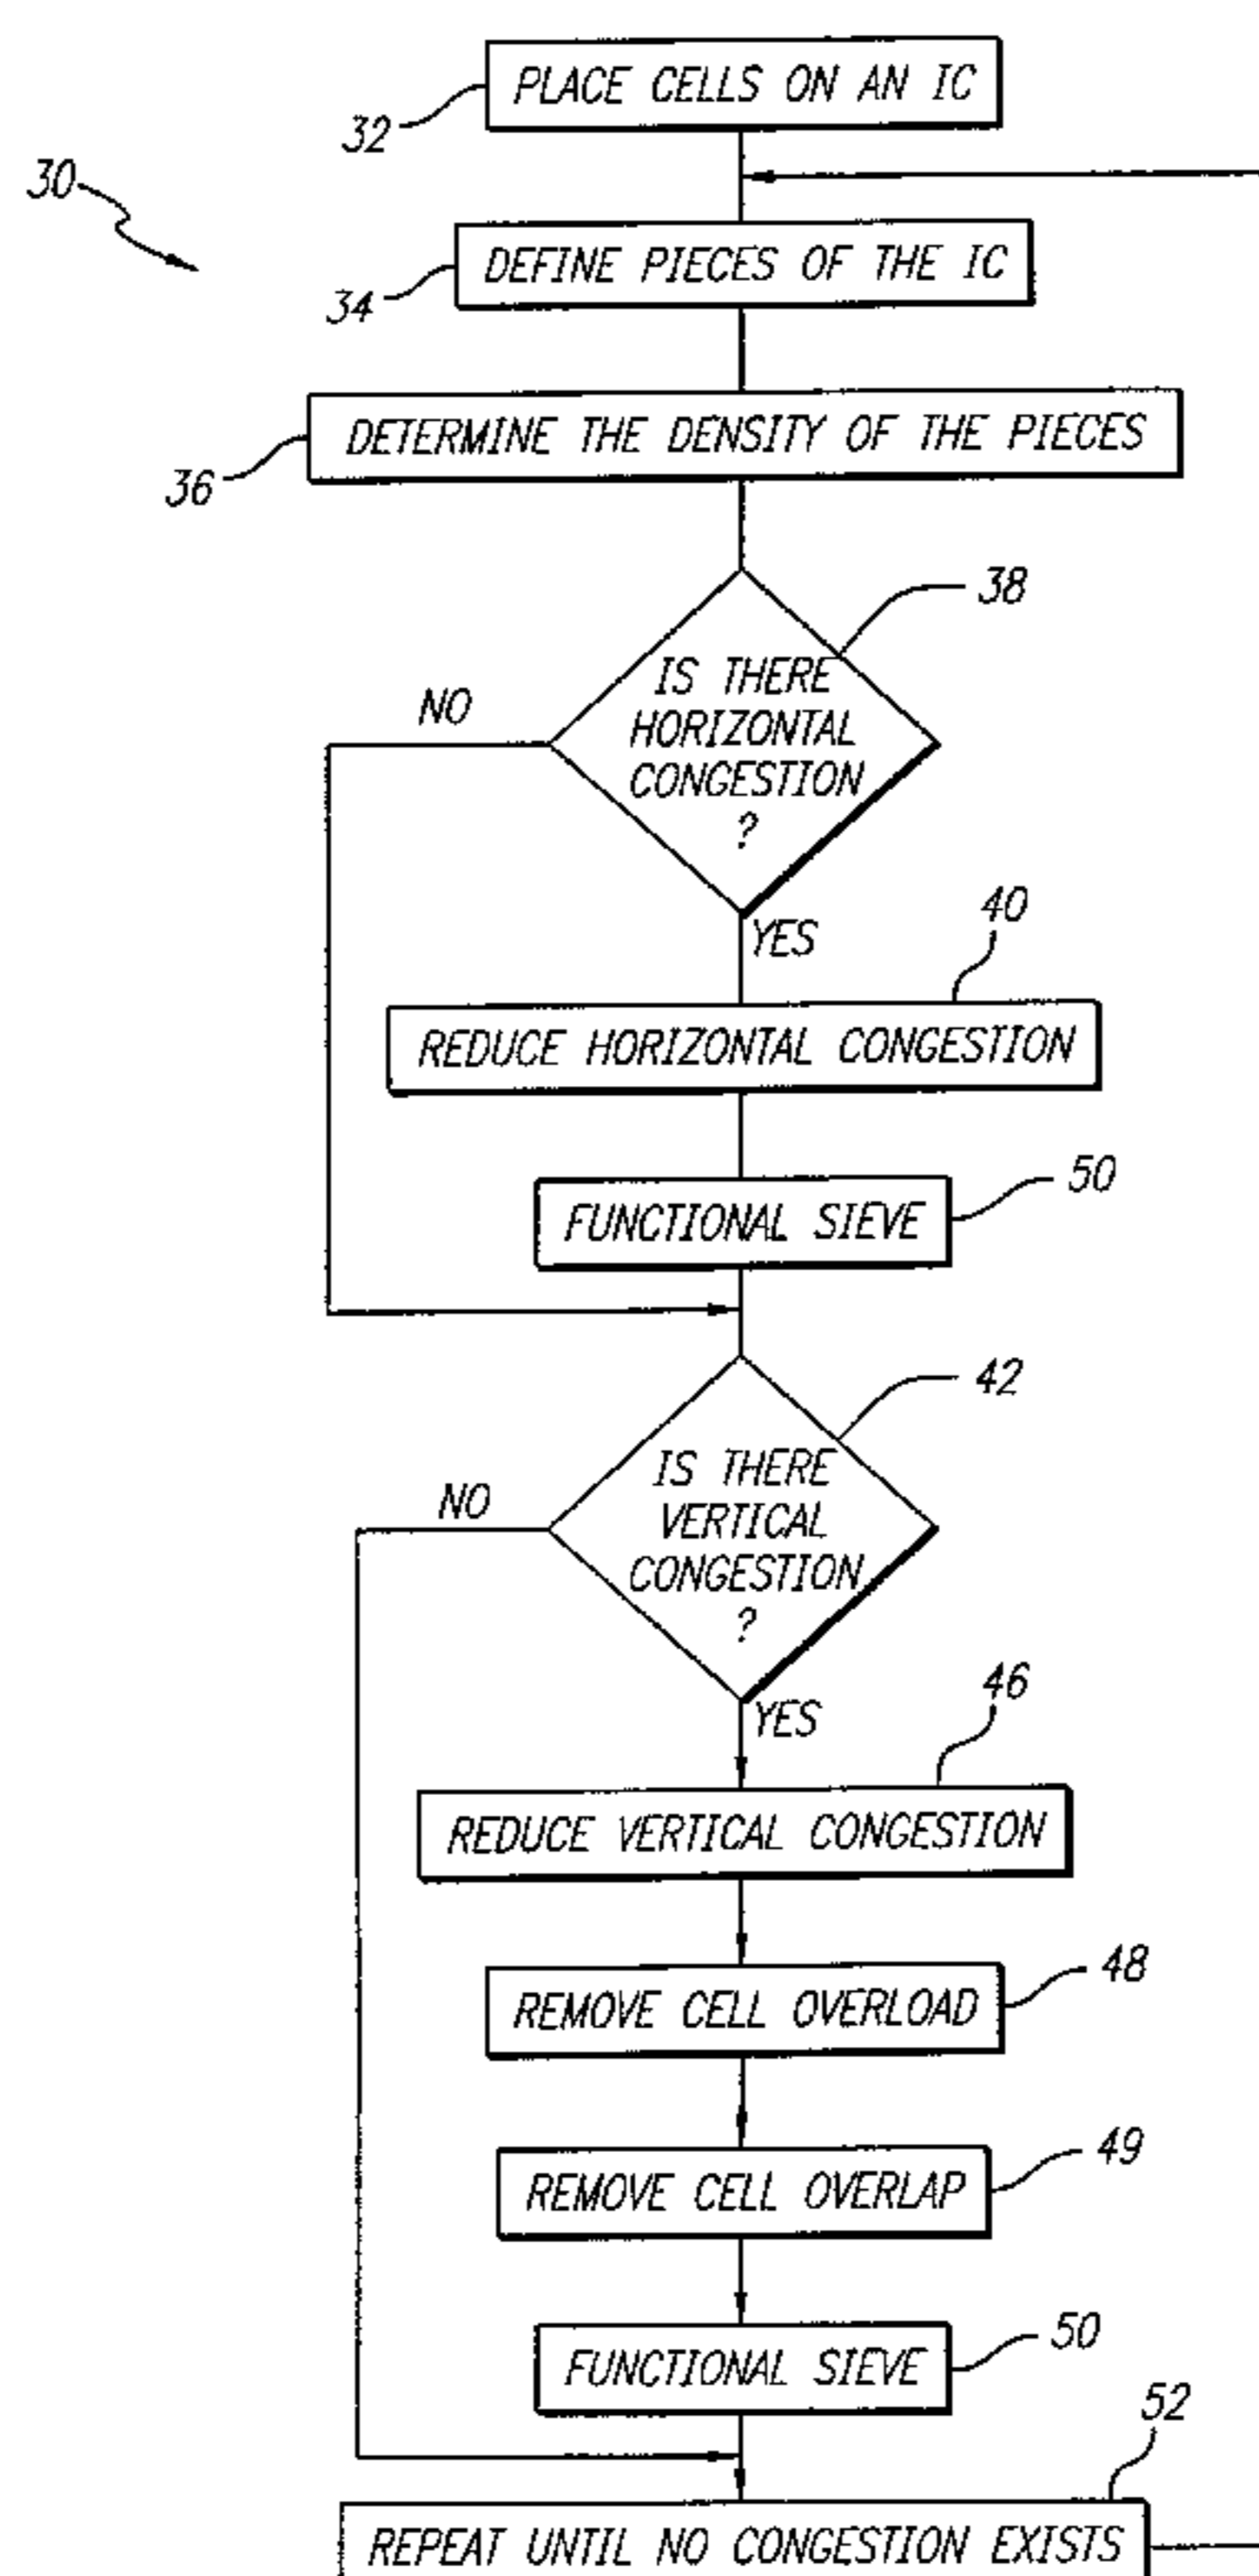 PLACE CELLS ON AN IC
32
30
DEFINE PIECES OF THE IC
34
DETERMINE THE DENSITY OF THE PIECES
36
38
IS THERE
HORIZONTAL
CONGESTION
?
NO
YES
40
REDUCE HORIZONTAL CONGESTION
50
FUNCTIONAL SIEVE
42
IS THERE
VERTICAL
CONGESTION
?
NO
YES
46
REDUCE VERTICAL CONGESTION
48
REMOVE CELL OVERLOAD
49
REMOVE CELL OVERLAP
50
FUNCTIONAL SIEVE
52
REPEAT UNTIL NO CONGESTION EXISTS